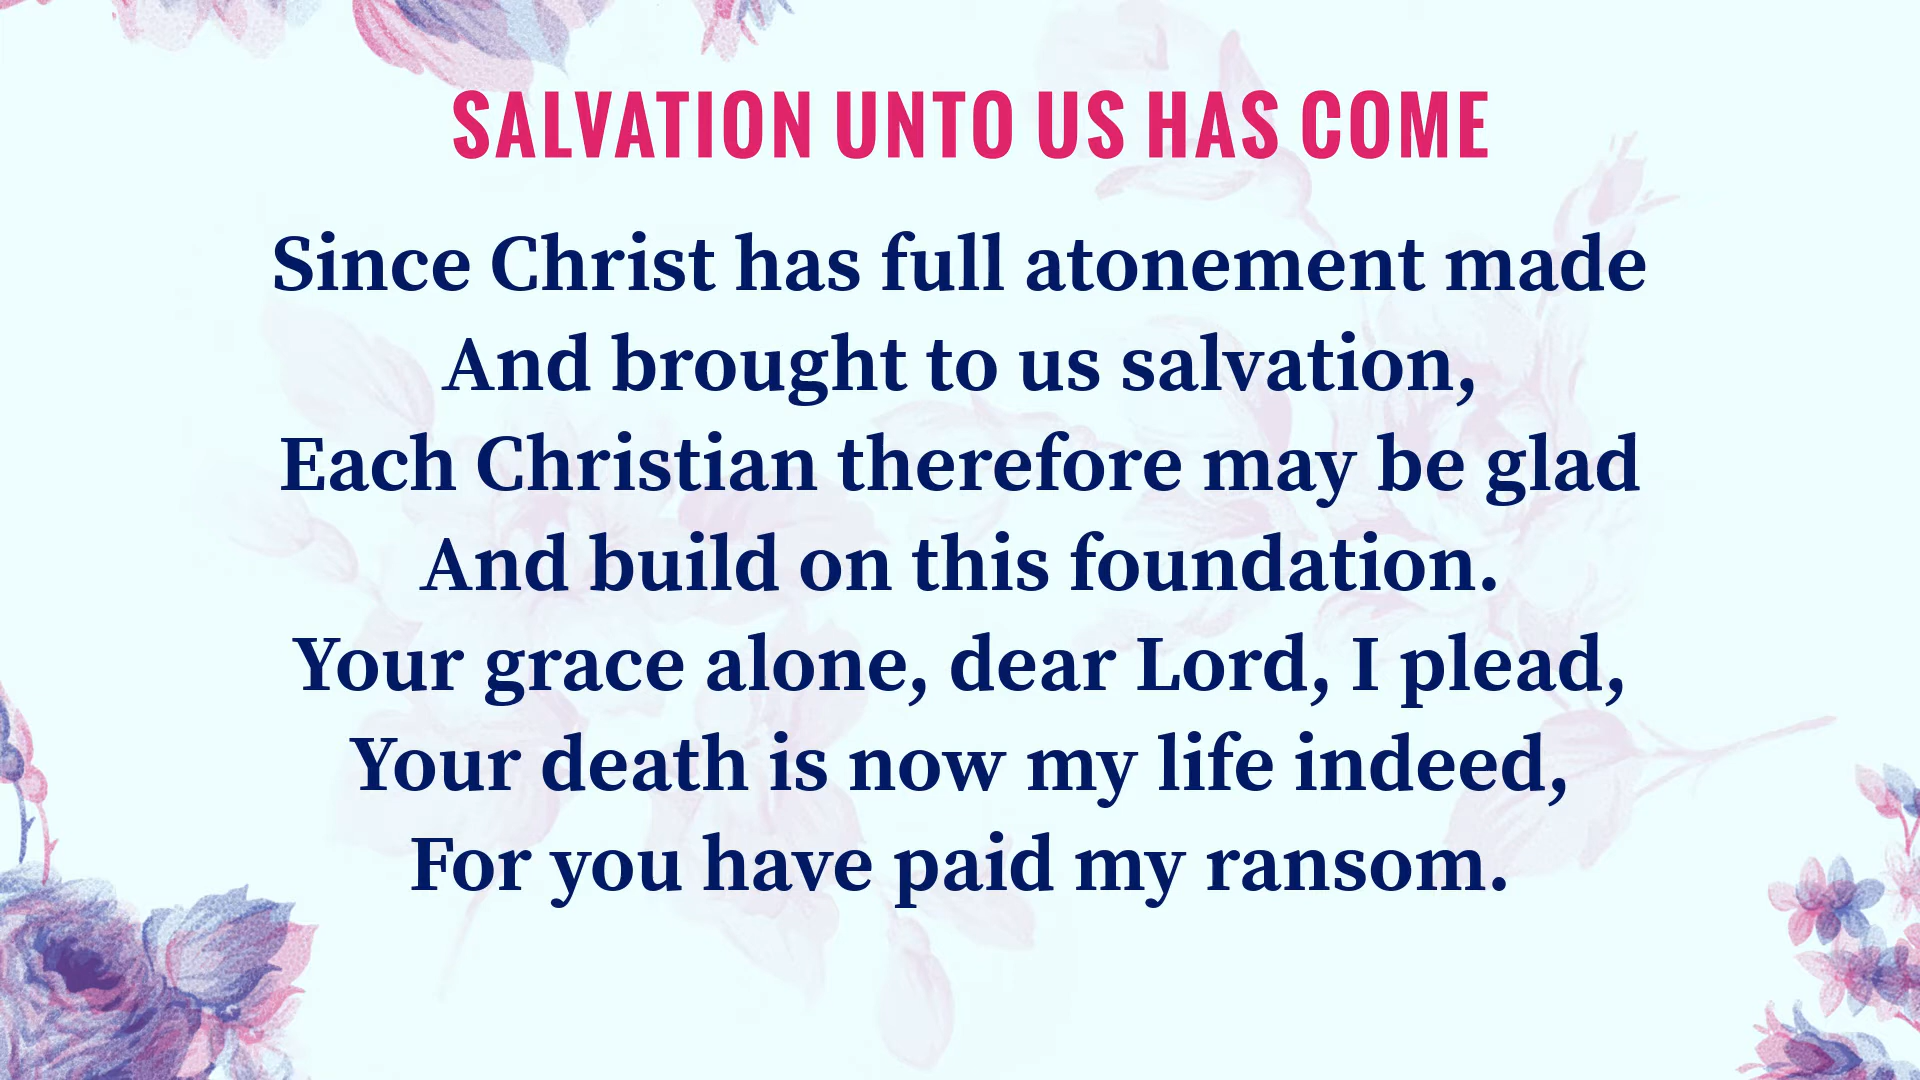 SALVATION UNTO US HAS COME
Since Christ has full atonement made
And brought to us salvation,
Each Christian therefore may be glad
And build on this foundation.
Your grace alone, dear Lord, I plead,
Your death is now my life indeed,
For you have paid my ransom.